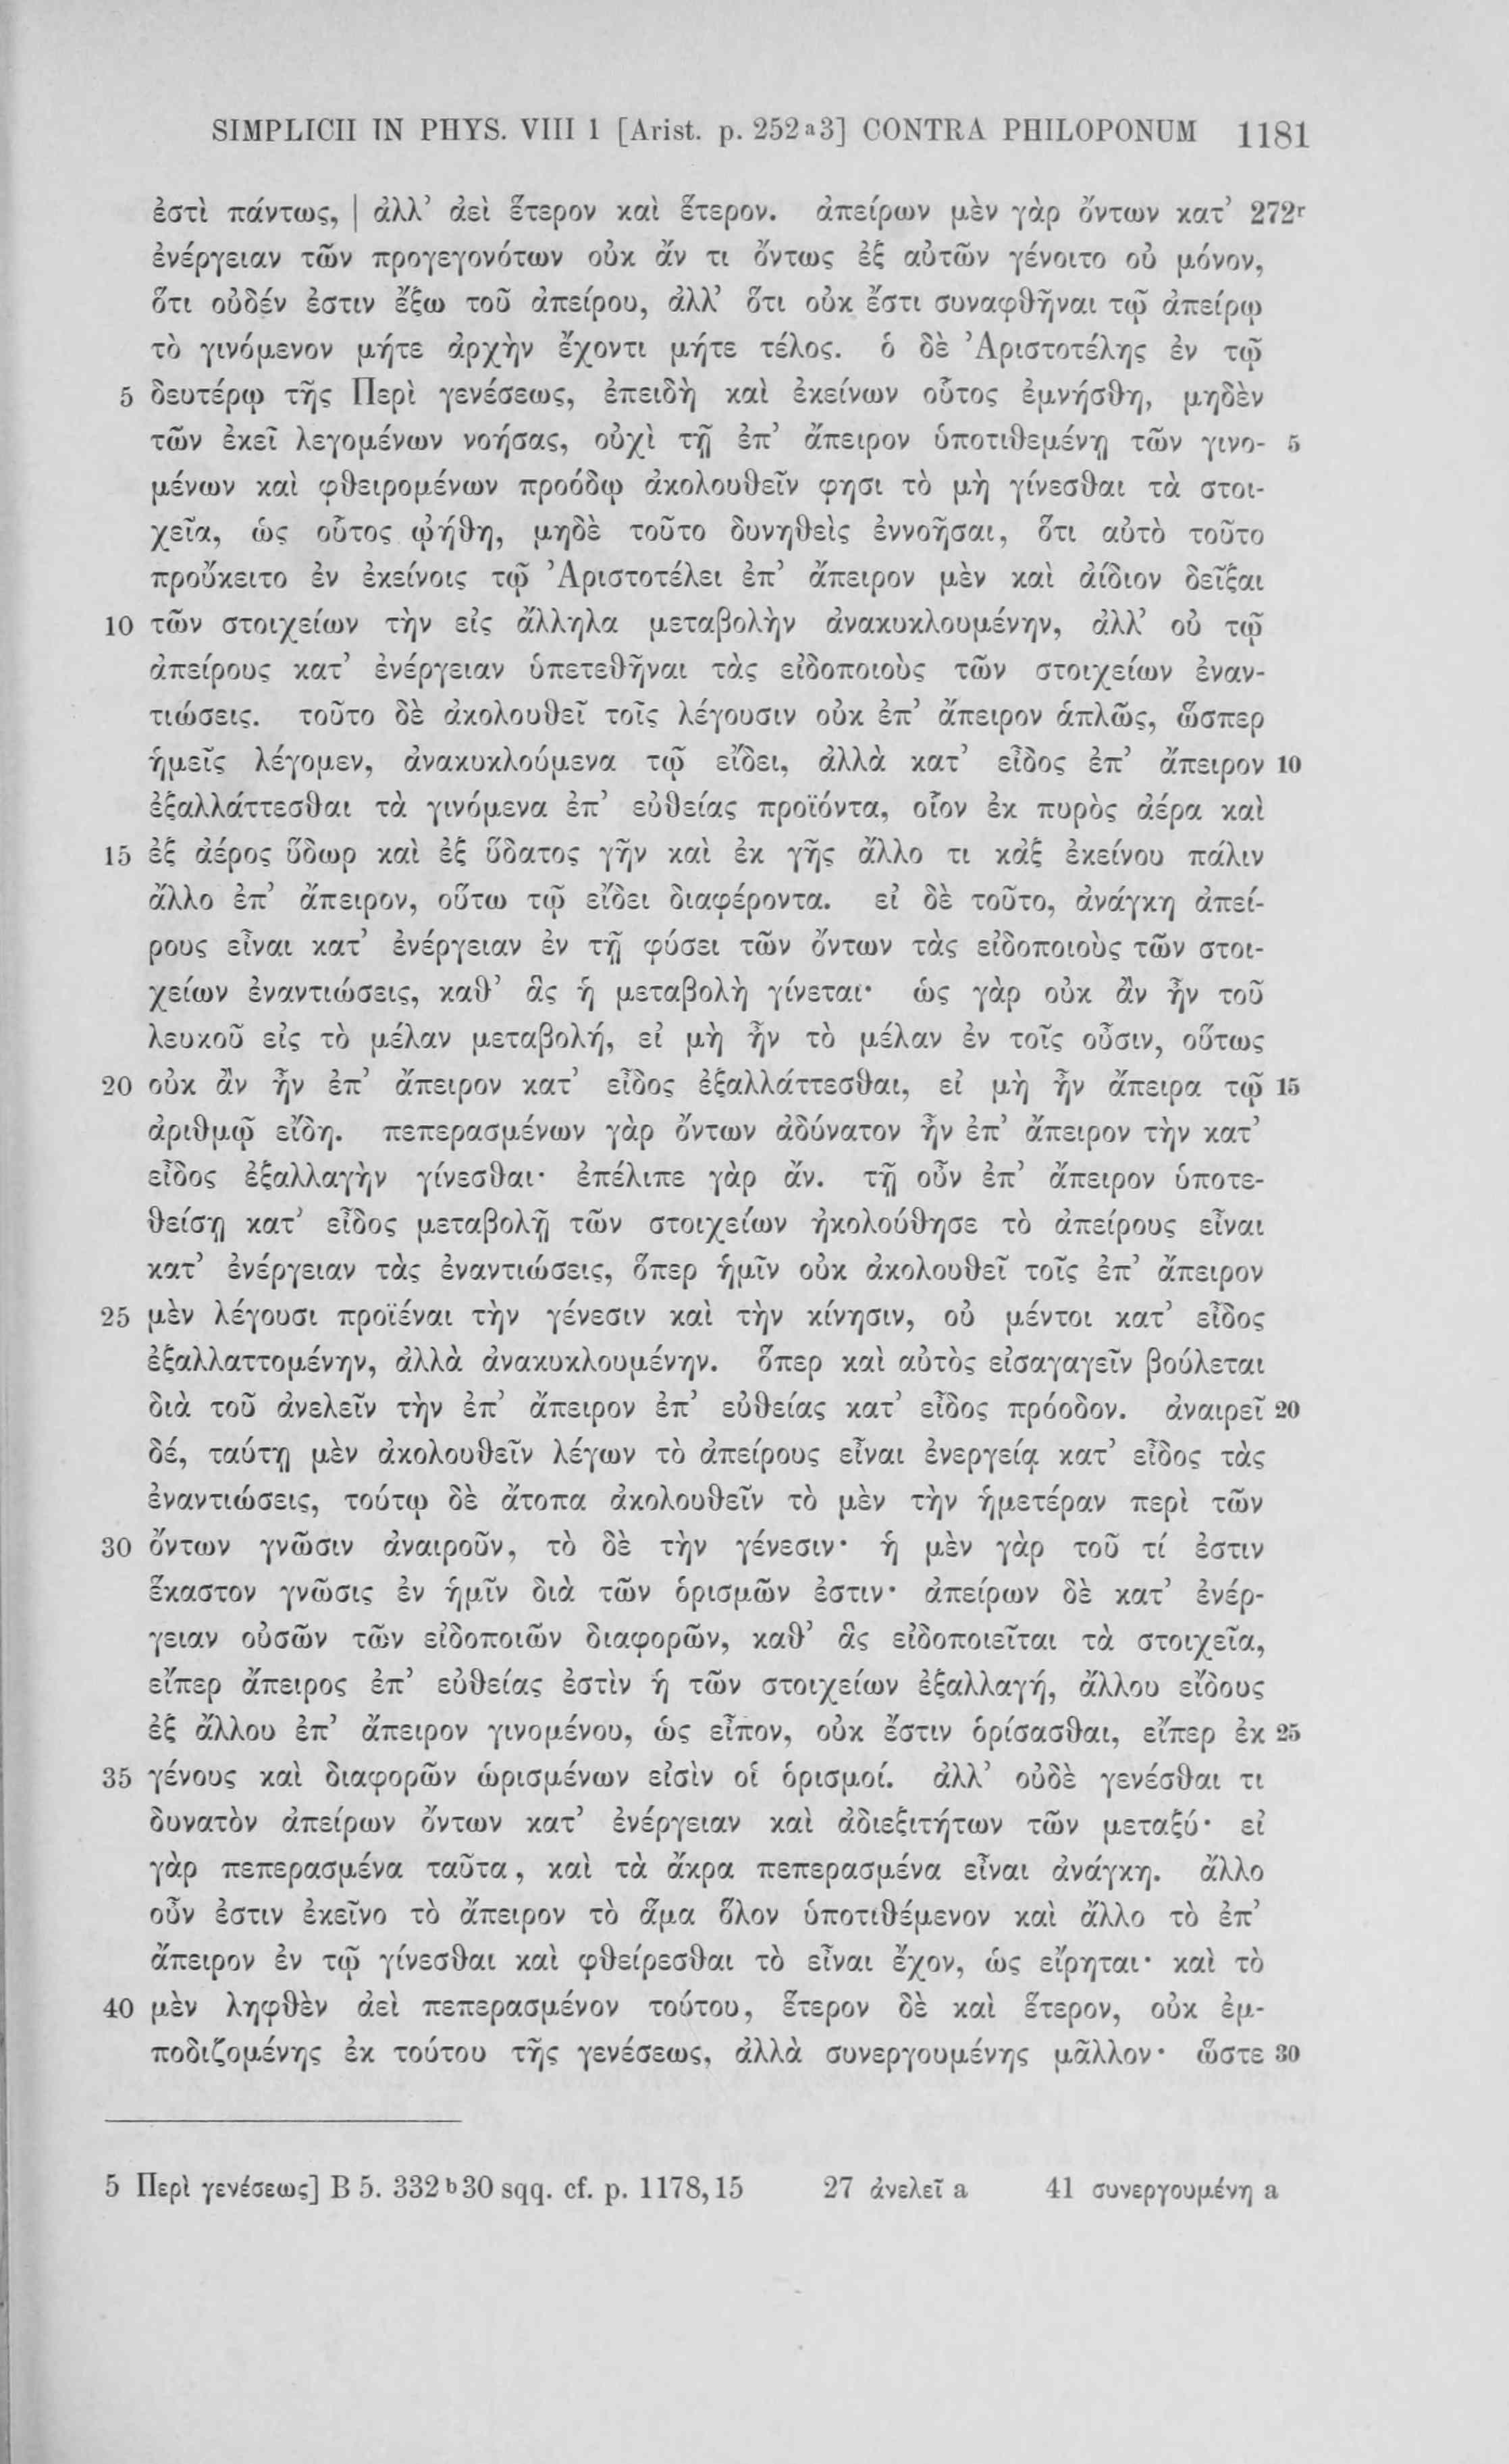 SIMPLICII IN PHYS. VIII 1 [Arist. p. 252ᵃ3] CONTRA PHILOPONUM 1181
ἐστὶ πάντως, | ἀλλ’ ἀεὶ ἕτερον καὶ ἕτερον. ἀπείρων μὲν γὰρ ὄντων κατ’ 272ʳ
ἐνέργειαν τῶν προγεγονότων οὐκ ἄν τι ὄντως ἐξ αὐτῶν γένοιτο οὐ μόνον,
ὅτι οὐδέν ἐστιν ἔξω τοῦ ἀπείρου, ἀλλ’ ὅτι οὐκ ἔστι συναφθῆναι τῷ ἀπείρῳ
τὸ γινόμενον μήτε ἀρχὴν ἔχοντι μήτε τέλος. ὁ δὲ Ἀριστοτέλης ἐν τῷ
5 δευτέρῳ τῆς Περὶ γενέσεως, ἐπειδὴ καὶ ἐκείνων οὗτος ἐμνήσθη, μηδὲν
τῶν ἐκεῖ λεγομένων νοήσας, οὐχὶ τῇ ἐπ’ ἄπειρον ὑποτιθεμένῃ τῶν γινο- 5
μένων καὶ φθειρομένων προόδῳ ἀκολουθεῖν φησι τὸ μὴ γίνεσθαι τὰ στοι-
χεῖα, ὡς οὗτος ᾠήθη, μηδὲ τοῦτο δυνηθεὶς ἐννοῆσαι, ὅτι αὐτὸ τοῦτο
προὔκειτο ἐν ἐκείνοις τῷ Ἀριστοτέλει ἐπ’ ἄπειρον μὲν καὶ ἀίδιον δεῖξαι
10 τῶν στοιχείων τὴν εἰς ἄλληλα μεταβολὴν ἀνακυκλουμένην, ἀλλ’ οὐ τῷ
ἀπείρους κατ’ ἐνέργειαν ὑπετεθῆναι τὰς εἰδοποιοὺς τῶν στοιχείων ἐναν-
τιώσεις. τοῦτο δὲ ἀκολουθεῖ τοῖς λέγουσιν οὐκ ἐπ’ ἄπειρον ἁπλῶς, ὥσπερ
ἡμεῖς λέγομεν, ἀνακυκλούμενα τῷ εἴδει, ἀλλὰ κατ’ εἶδος ἐπ’ ἄπειρον 10
ἐξαλλάττεσθαι τὰ γινόμενα ἐπ’ εὐθείας προϊόντα, οἷον ἐκ πυρὸς ἀέρα καὶ
15 ἐξ ἀέρος ὕδωρ καὶ ἐξ ὕδατος γῆν καὶ ἐκ γῆς ἄλλο τι κἀξ ἐκείνου πάλιν
ἄλλο ἐπ’ ἄπειρον, οὕτω τῷ εἴδει διαφέροντα. εἰ δὲ τοῦτο, ἀνάγκη ἀπεί-
ρους εἶναι κατ’ ἐνέργειαν ἐν τῇ φύσει τῶν ὄντων τὰς εἰδοποιοὺς τῶν στοι-
χείων ἐναντιώσεις, καθ’ ἃς ἡ μεταβολὴ γίνεται· ὡς γὰρ οὐκ ἂν ἦν τοῦ
λευκοῦ εἰς τὸ μέλαν μεταβολή, εἰ μὴ ἦν τὸ μέλαν ἐν τοῖς οὖσιν, οὕτως
20 οὐκ ἂν ἦν ἐπ’ ἄπειρον κατ’ εἶδος ἐξαλλάττεσθαι, εἰ μὴ ἦν ἄπειρα τῷ 15
ἀριθμῷ εἴδη. πεπερασμένων γὰρ ὄντων ἀδύνατον ἦν ἐπ’ ἄπειρον τὴν κατ’
εἶδος ἐξαλλαγὴν γίνεσθαι· ἐπέλιπε γὰρ ἄν. τῇ οὖν ἐπ’ ἄπειρον ὑποτε-
θείσῃ κατ’ εἶδος μεταβολῇ τῶν στοιχείων ἠκολούθησε τὸ ἀπείρους εἶναι
κατ’ ἐνέργειαν τὰς ἐναντιώσεις, ὅπερ ἡμῖν οὐκ ἀκολουθεῖ τοῖς ἐπ’ ἄπειρον
25 μὲν λέγουσι προϊέναι τὴν γένεσιν καὶ τὴν κίνησιν, οὐ μέντοι κατ’ εἶδος
ἐξαλλαττομένην, ἀλλὰ ἀνακυκλουμένην. ὅπερ καὶ αὐτὸς εἰσαγαγεῖν βούλεται
διὰ τοῦ ἀνελεῖν τὴν ἐπ’ ἄπειρον ἐπ’ εὐθείας κατ’ εἶδος πρόοδον. ἀναιρεῖ 20
δέ, ταύτῃ μὲν ἀκολουθεῖν λέγων τὸ ἀπείρους εἶναι ἐνεργείᾳ κατ’ εἶδος τὰς
ἐναντιώσεις, τούτῳ δὲ ἄτοπα ἀκολουθεῖν τὸ μὲν τὴν ἡμετέραν περὶ τῶν
30 ὄντων γνῶσιν ἀναιροῦν, τὸ δὲ τὴν γένεσιν· ἡ μὲν γὰρ τοῦ τί ἐστιν
ἕκαστον γνῶσις ἐν ἡμῖν διὰ τῶν ὁρισμῶν ἐστιν· ἀπείρων δὲ κατ’ ἐνέρ-
γειαν οὐσῶν τῶν εἰδοποιῶν διαφορῶν, καθ’ ἃς εἰδοποιεῖται τὰ στοιχεῖα,
εἴπερ ἄπειρος ἐπ’ εὐθείας ἐστὶν ἡ τῶν στοιχείων ἐξαλλαγή, ἄλλου εἴδους
ἐξ ἄλλου ἐπ’ ἄπειρον γινομένου, ὡς εἶπον, οὐκ ἔστιν ὁρίσασθαι, εἴπερ ἐκ 25
35 γένους καὶ διαφορῶν ὡρισμένων εἰσὶν οἱ ὁρισμοί. ἀλλ’ οὐδὲ γενέσθαι τι
δυνατὸν ἀπείρων ὄντων κατ’ ἐνέργειαν καὶ ἀδιεξιτήτων τῶν μεταξύ· εἰ
γὰρ πεπερασμένα ταῦτα, καὶ τὰ ἄκρα πεπερασμένα εἶναι ἀνάγκη. ἄλλο
οὖν ἐστιν ἐκεῖνο τὸ ἄπειρον τὸ ἅμα ὅλον ὑποτιθέμενον καὶ ἄλλο τὸ ἐπ’
ἄπειρον ἐν τῷ γίνεσθαι καὶ φθείρεσθαι τὸ εἶναι ἔχον, ὡς εἴρηται· καὶ τὸ
40 μὲν ληφθὲν ἀεὶ πεπερασμένον τούτου, ἕτερον δὲ καὶ ἕτερον, οὐκ ἐμ-
ποδιζομένης ἐκ τούτου τῆς γενέσεως, ἀλλὰ συνεργουμένης μᾶλλον· ὥστε 30
5 Περὶ γενέσεως] B 5. 332ᵇ30 sqq. cf. p. 1178,15 27 ἀνελεῖ a 41 συνεργουμένη a